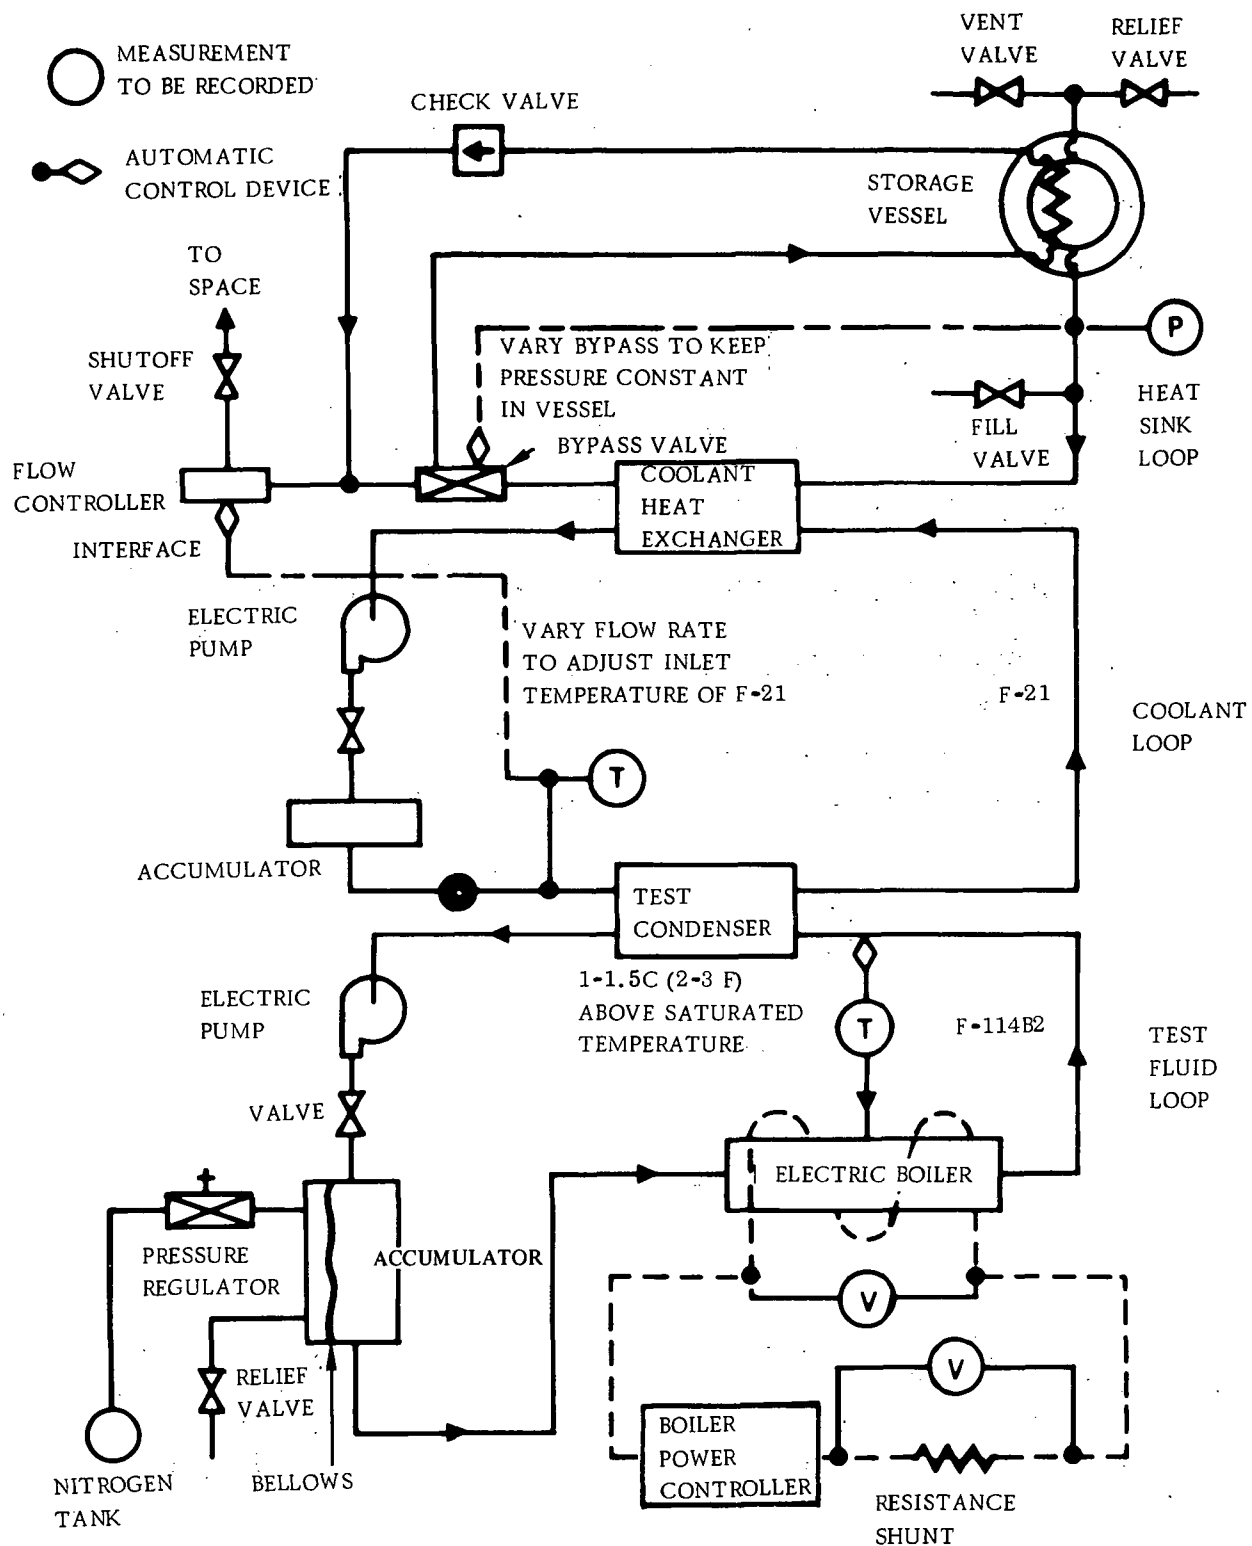 MEASUREMENT
TO BE RECORDED
AUTOMATIC
CONTROL DEVICE
CHECK VALVE
VENT
VALVE
RELIEF
VALVE
STORAGE
VESSEL
TO
SPACE
SHUTOFF
VALVE
VARY BYPASS TO KEEP
PRESSURE CONSTANT
IN VESSEL
P
HEAT
SINK
LOOP
FILL
VALVE
BYPASS VALVE
FLOW
CONTROLLER
INTERFACE
COOLANT
HEAT
EXCHANGER
ELECTRIC
PUMP
VARY FLOW RATE
TO ADJUST INLET
TEMPERATURE OF F-21
F-21
COOLANT
LOOP
T
ACCUMULATOR
TEST
CONDENSER
1-1.5C (2-3 F)
ABOVE SATURATED
TEMPERATURE
ELECTRIC
PUMP
T
F-114B2
TEST
FLUID
LOOP
VALVE
ELECTRIC BOILER
PRESSURE
REGULATOR
ACCUMULATOR
V
RELIEF
VALVE
V
BOILER
POWER
CONTROLLER
NITROGEN
TANK
BELLOWS
RESISTANCE
SHUNT